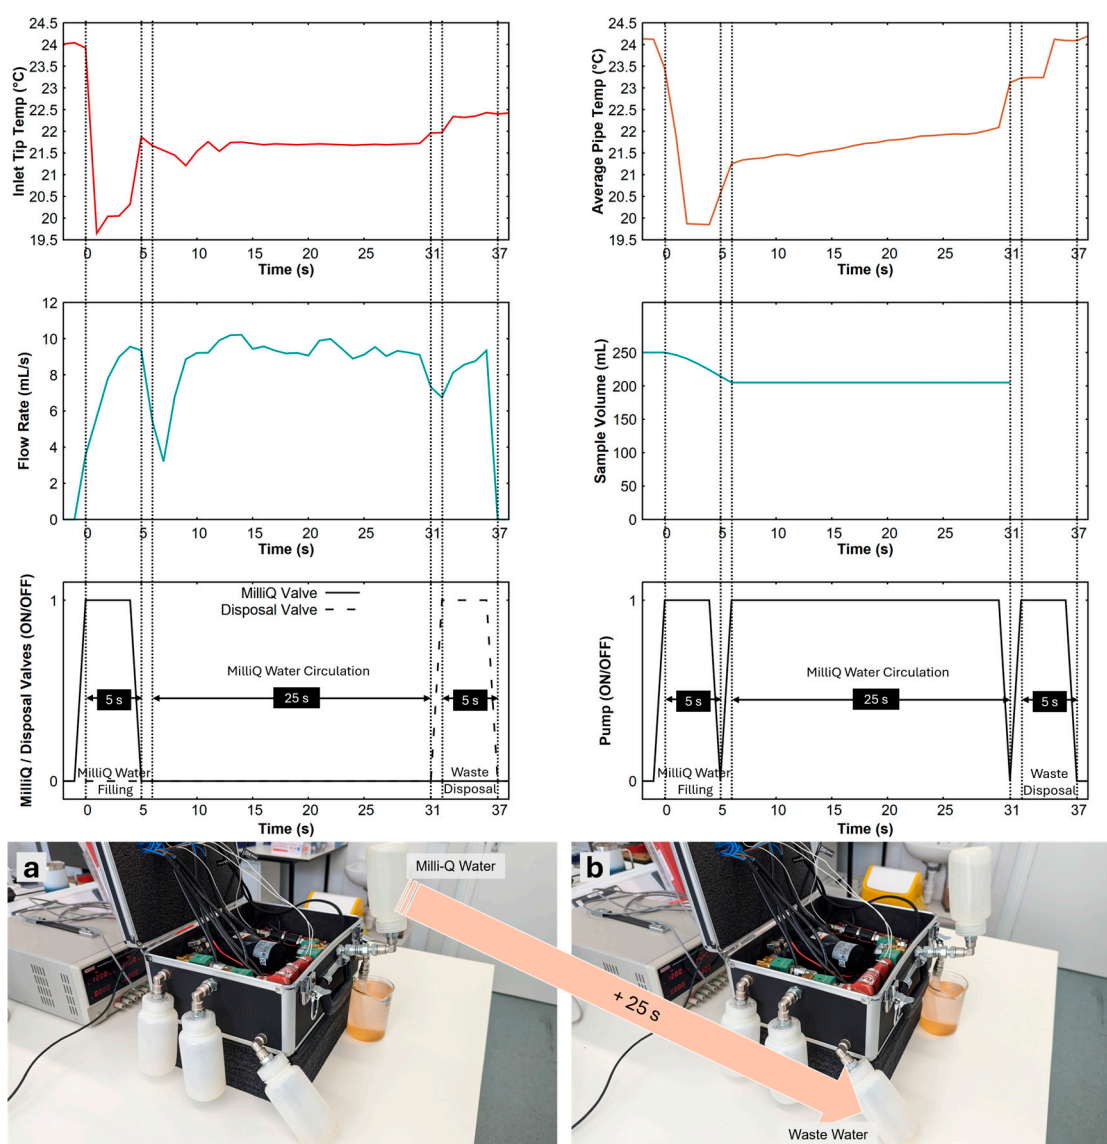 24.5
24
23.5
23
22.5
22
21.5
21
20.5
20
19.5
Inlet Tip Temp (°C)
0 5 10 15 20 25 31 37
Time (s)
24.5
24
23.5
23
22.5
22
21.5
21
20.5
20
19.5
Average Pipe Temp (°C)
0 5 10 15 20 25 31 37
Time (s)
12
10
8
6
4
2
0
Flow Rate (mL/s)
0 5 10 15 20 25 31 37
Time (s)
250
200
150
100
50
0
Sample Volume (mL)
0 5 10 15 20 25 31 37
Time (s)
1
0
MilliQ / Disposal Valves (ON/OFF)
MilliQ Valve
Disposal Valve
MilliQ Water Circulation
5 s
25 s
5 s
MilliQ Water
Filling
Waste
Disposal
0 5 10 15 20 25 31 37
Time (s)
1
0
Pump (ON/OFF)
MilliQ Water Circulation
5 s
25 s
5 s
MilliQ Water
Filling
Waste
Disposal
0 5 10 15 20 25 31 37
Time (s)
a
Milli-Q Water
b
+ 25 s
Waste Water